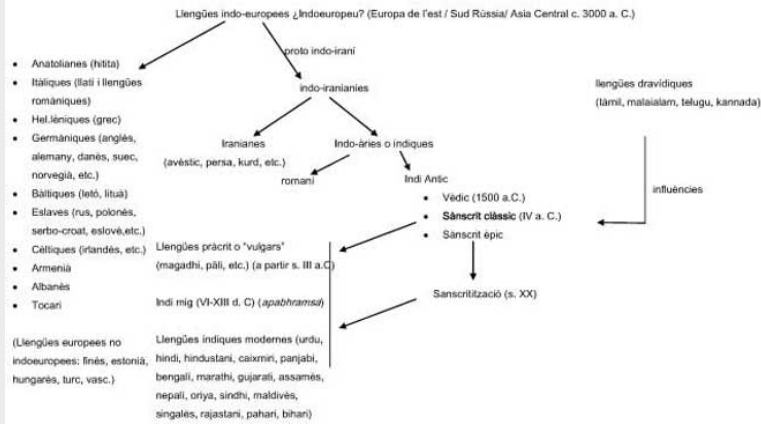 Llengües indo-europees ¿Indoeuropeu? (Europa de l'est / Sud Rússia/ Asia Central c. 3000 a. C.)
proto indo-iraní
• Anatolianes (hitita)
• Itàliques (llatí i llengües
romàniques)
• Hel.lèniques (grec)
• Germàniques (anglès,
alemany, danès, suec,
norvegià, etc.)
• Bàltiques (letó, lituà)
• Eslaves (rus, polonès,
serbo-croat, eslovè,etc.)
• Cèltiques (irlandès, etc.)
• Armenià
• Albanès
• Tocari
(Llengües europees no
indoeuropees: finès, estonià,
hungarès, turc, vasc.)
indo-iranianies
Iranianes
(avèstic, persa, kurd, etc.)
Indo-àries o índiques
romaní
Indi Antic
• Vèdic (1500 a.C.)
• Sànscrit clàssic (IV a. C.)
• Sànscrit èpic
Sanscritització (s. XX)
llengües dravídiques
(tàmil, malaialam, telugu, kannada)
influències
Llengües pràcrit o "vulgars"
(magadhi, pāli, etc.) (a partir s. III a.C)
Indi mig (VI-XIII d. C) (apabhramsa)
Llengües índiques modernes (urdu,
hindi, hindustani, caixmiri, panjabi,
bengalí, marathi, gujarati, assamès,
nepalí, oriya, sindhi, maldivès,
singalès, rajastani, pahari, bihari)